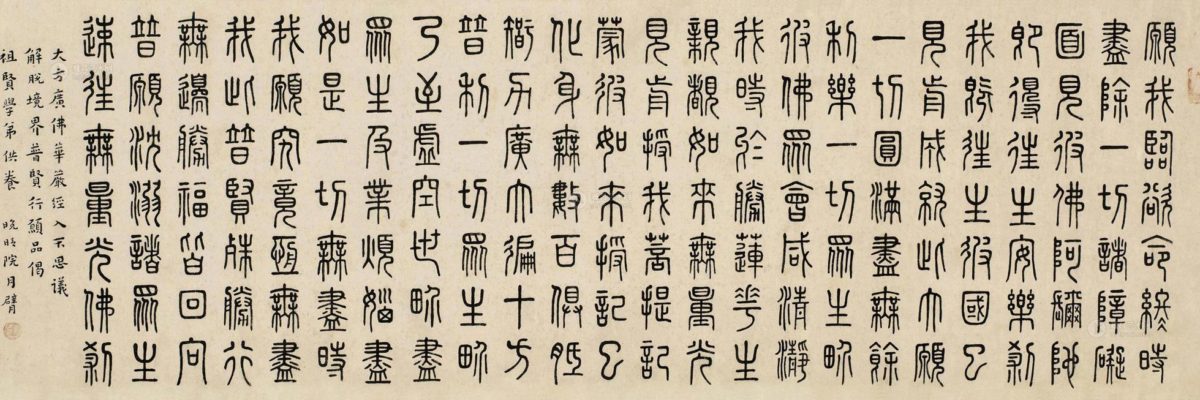 願我臨欲命終時
盡除一切諸障礙
面見彼佛阿彌陀
即得往生安樂剎
我既往生彼國已
見前成就此大願
一切圓滿盡無餘
利樂一切眾生界
彼佛眾會咸清淨
我時於勝蓮華生
親覩如來無量光
見前授我菩提記
蒙彼如來授記已
化身無數百俱胝
智力廣大徧十方
普利一切眾生界
乃至虛空世界盡
眾生及業煩惱盡
如是一切無盡時
我願究竟恆無盡
我此普賢殊勝行
無邊勝福皆回向
普願沈溺諸眾生
速往無量光佛剎
大方廣佛華嚴經入不思議
解脫境界普賢行願品偈
祖賢學弟供養 晚晴院月臂